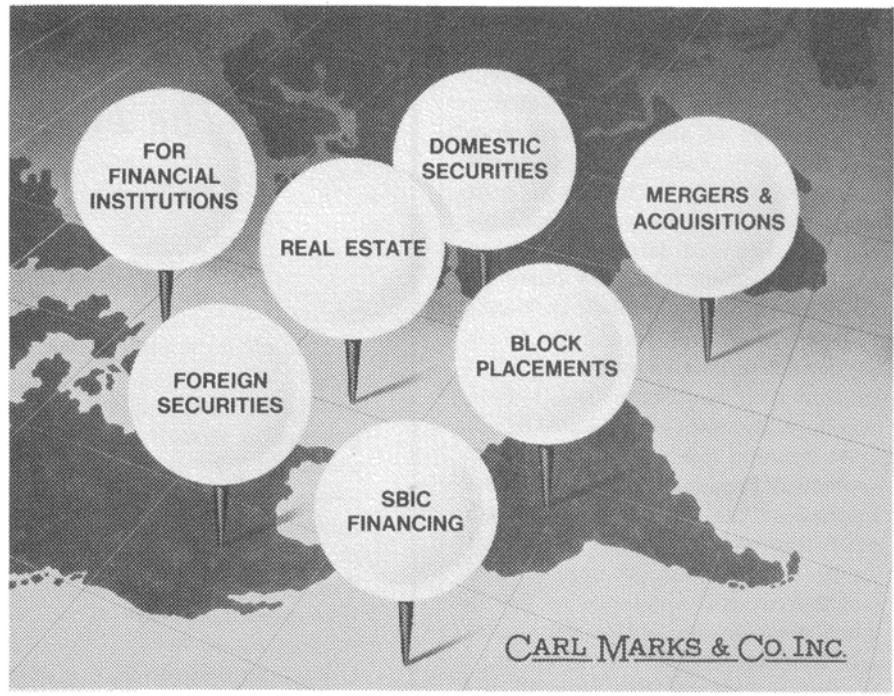 FOR
FINANCIAL
INSTITUTIONS
DOMESTIC
SECURITIES
MERGERS &
ACQUISITIONS
REAL ESTATE
BLOCK
PLACEMENTS
FOREIGN
SECURITIES
SBIC
FINANCING
CARL MARKS & CO. INC.